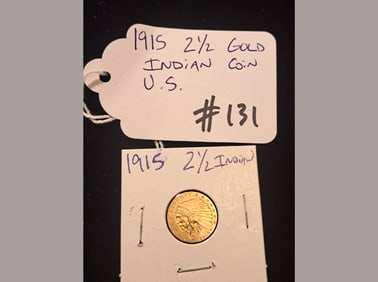 1915 2½ GOLD
INDIAN COIN
U.S.
#131
1915 2½ INDIAN